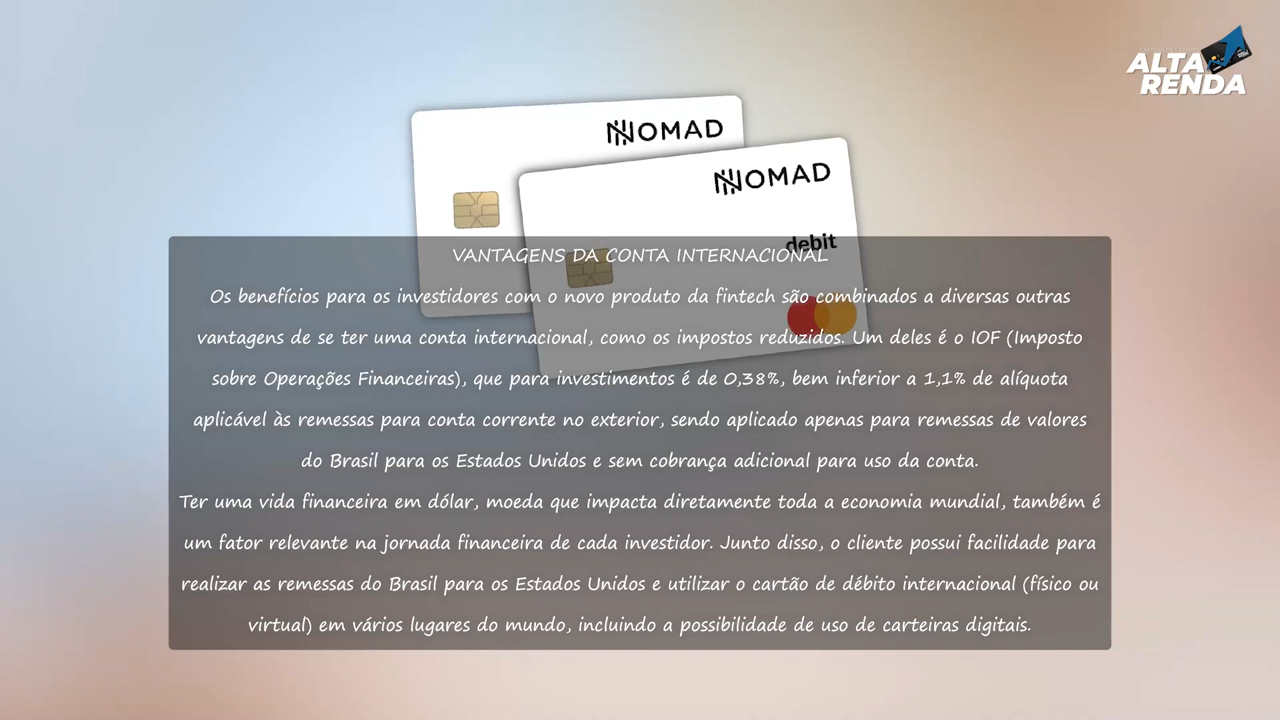 ALTA
RENDA
NOMAD
NOMAD
debit
VANTAGENS DA CONTA INTERNACIONAL
Os benefícios para os investidores com o novo produto da fintech são combinados a diversas outras
vantagens de se ter uma conta internacional, como os impostos reduzidos. Um deles é o IOF (Imposto
sobre Operações Financeiras), que para investimentos é de 0,38%, bem inferior a 1,1% de alíquota
aplicável às remessas para conta corrente no exterior, sendo aplicado apenas para remessas de valores
do Brasil para os Estados Unidos e sem cobrança adicional para uso da conta.
Ter uma vida financeira em dólar, moeda que impacta diretamente toda a economia mundial, também é
um fator relevante na jornada financeira de cada investidor. Junto disso, o cliente possui facilidade para
realizar as remessas do Brasil para os Estados Unidos e utilizar o cartão de débito internacional (físico ou
virtual) em vários lugares do mundo, incluindo a possibilidade de uso de carteiras digitais.